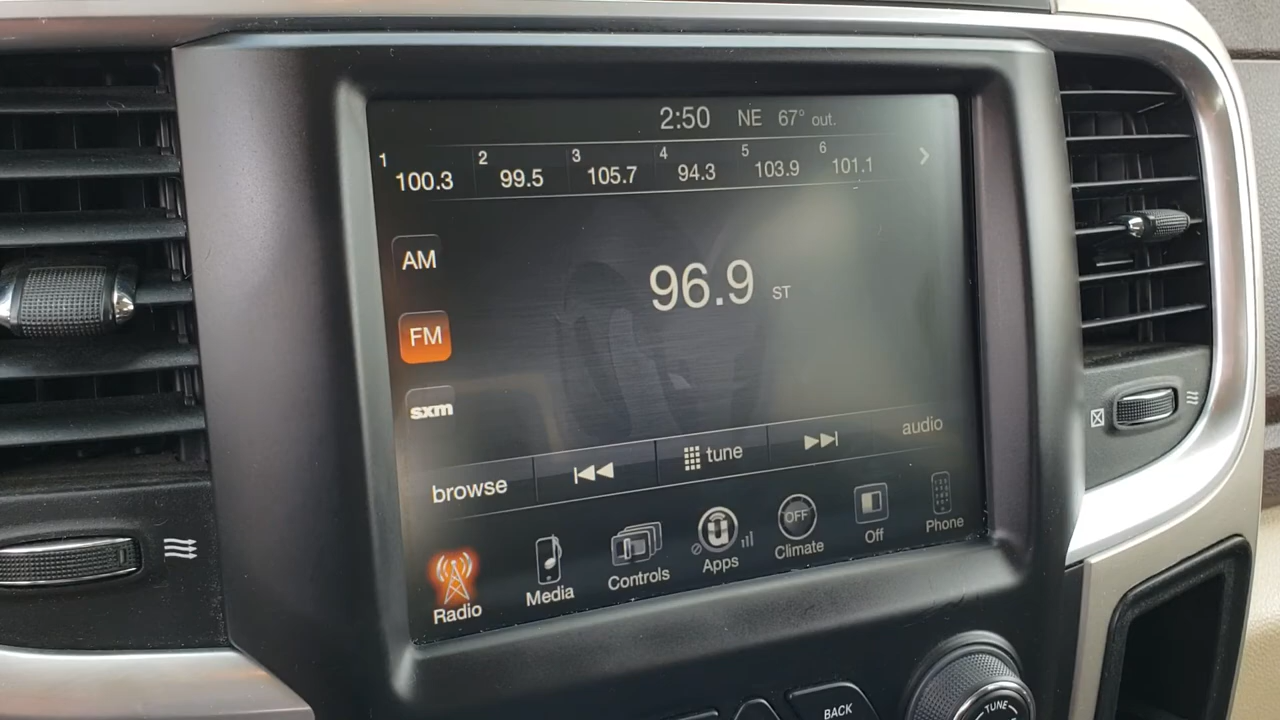 2:50 NE 67° out.
1 100.3 2 99.5 3 105.7 4 94.3 5 103.9 6 101.1
AM
96.9 ST
FM
sxm
browse tune audio
Radio Media Controls Apps OFF Climate Off Phone
BACK
TUNE